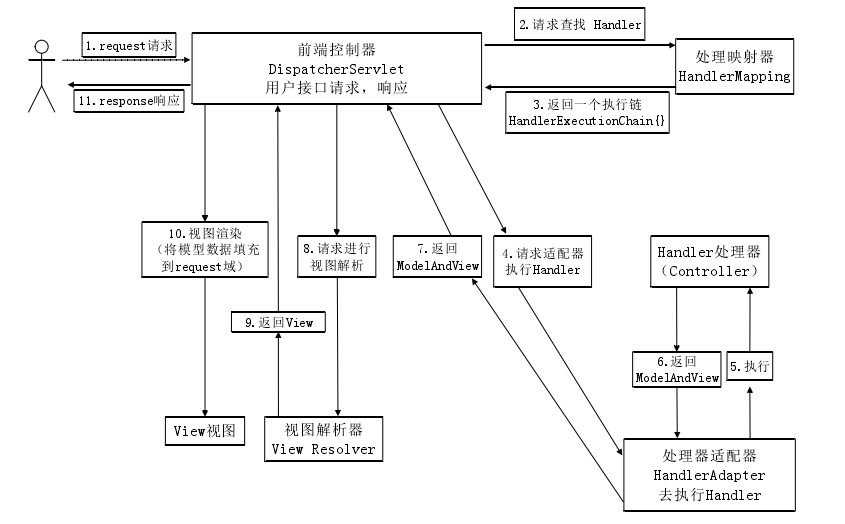 1.request请求
11.response响应
前端控制器
DispatcherServlet
用户接口请求，响应
2.请求查找 Handler
3.返回一个执行链
HandlerExecutionChain{}
处理映射器
HandlerMapping
10.视图渲染
（将模型数据填充
到request域）
9.返回View
8.请求进行
视图解析
7.返回
ModelAndView
4.请求适配器
执行Handler
Handler处理器
（Controller）
6.返回
ModelAndView
5.执行
View视图
视图解析器
View Resolver
处理器适配器
HandlerAdapter
去执行Handler